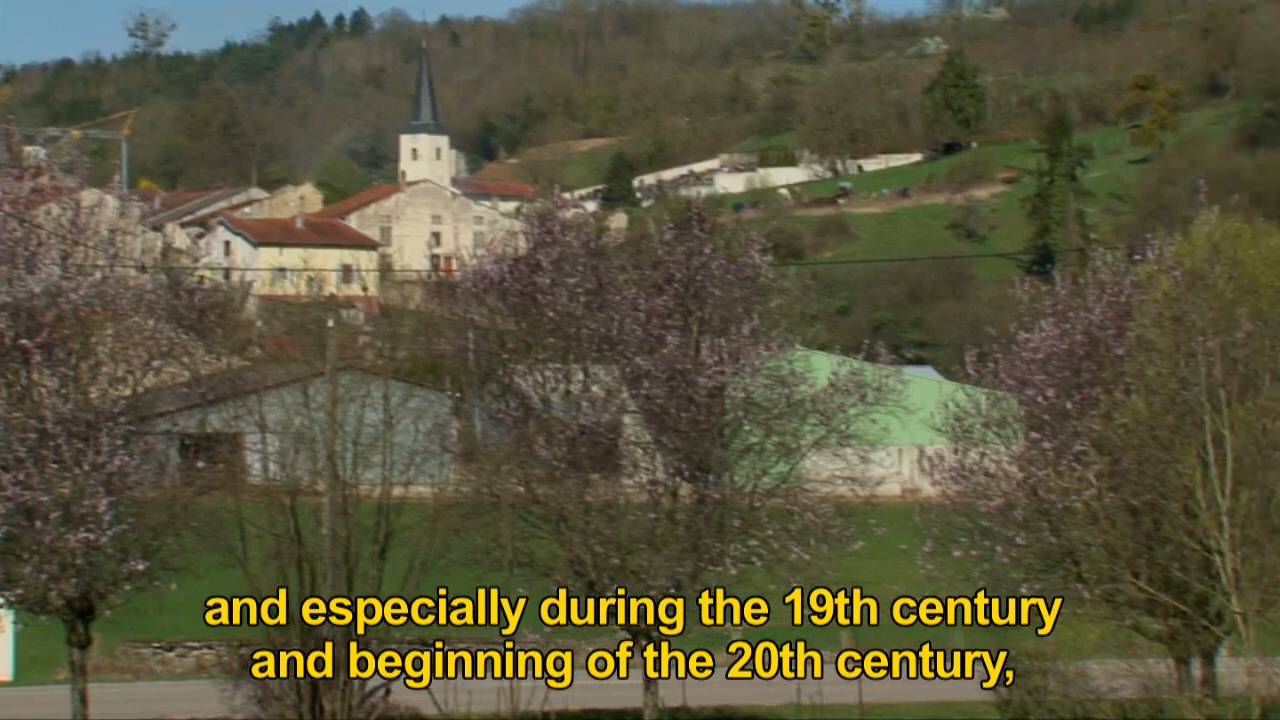 and especially during the 19th century
and beginning of the 20th century,